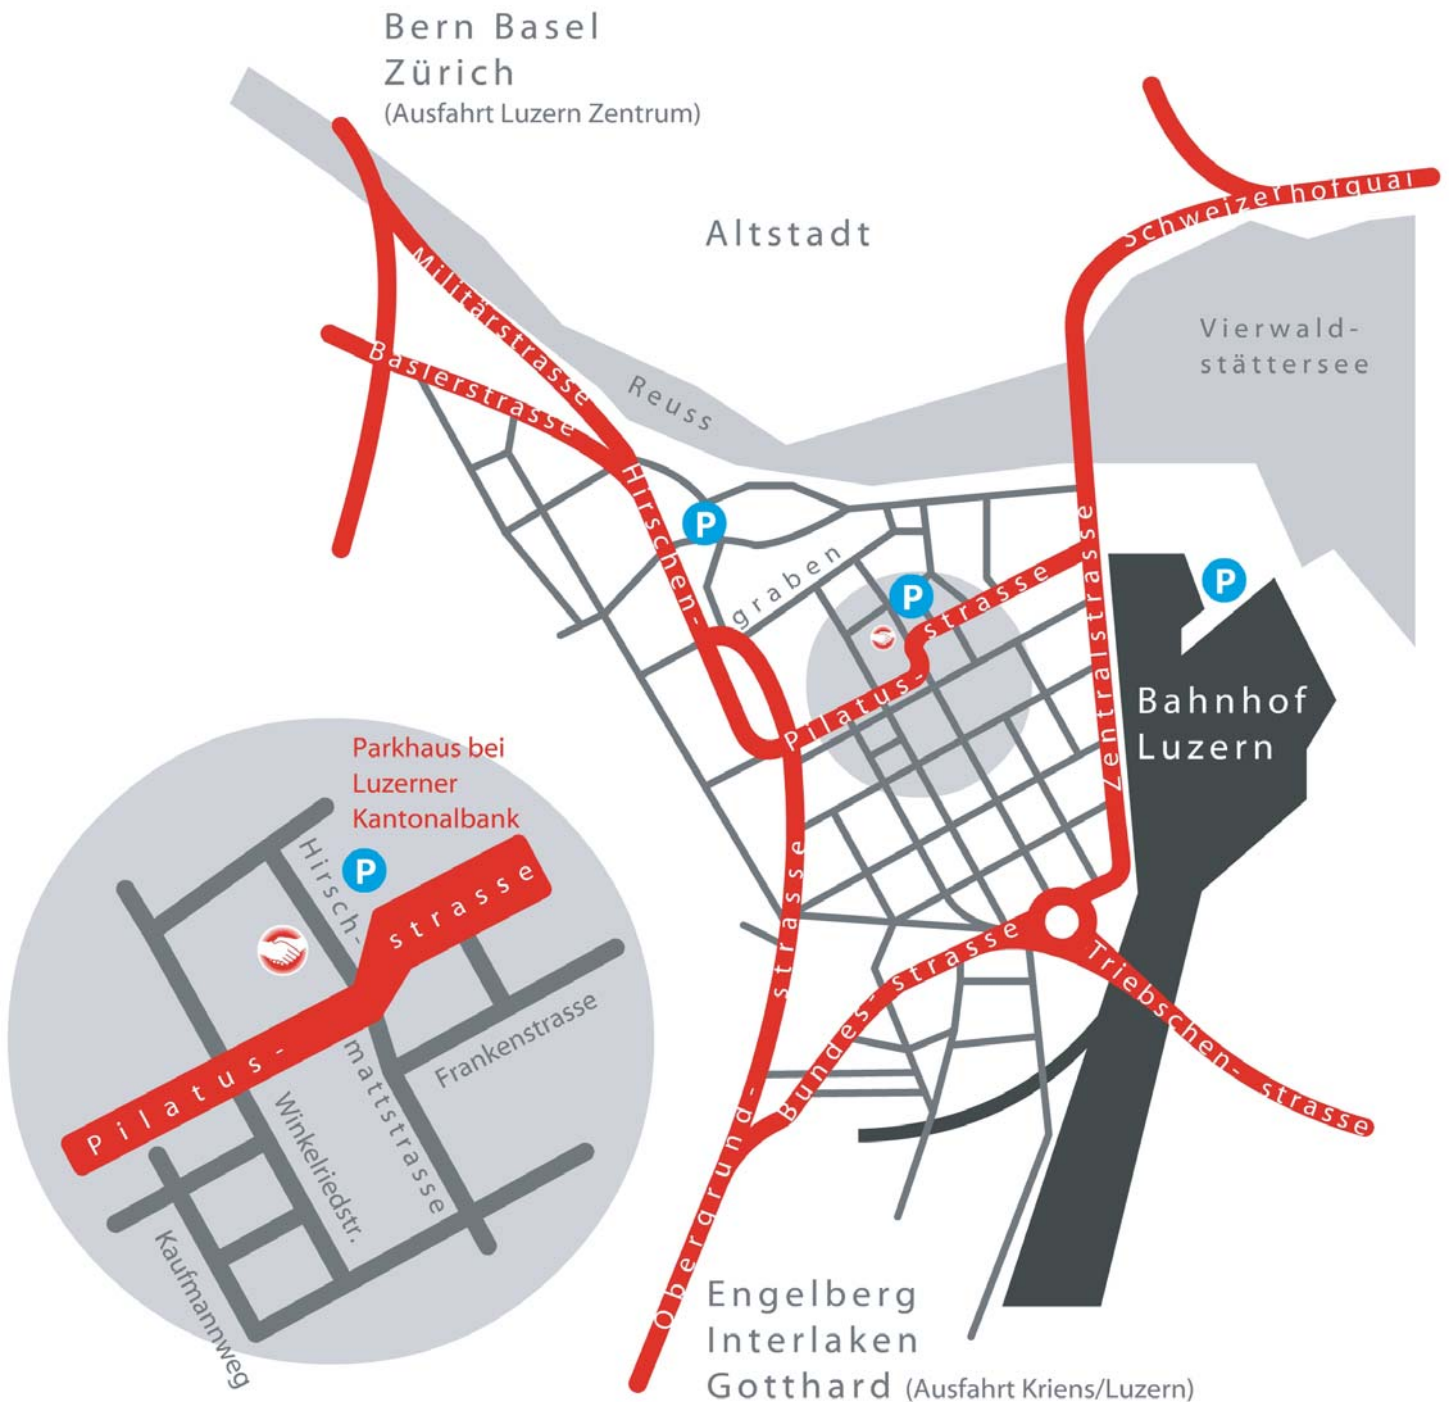 Bern Basel
Zürich
(Ausfahrt Luzern Zentrum)
Altstadt
Schweizerhofquai
Vierwald-
stättersee
Militärstrasse
Baslerstrasse
Reuss
Hirschen-
graben
P
P
P
Pilatus-
strasse
Zentralstrasse
Bahnhof
Luzern
Parkhaus bei
Luzerner
Kantonalbank
P
Hirsch-
mattstrasse
Pilatus-
strasse
Frankenstrasse
Winkelriedstr.
Kaufmannweg
Obergrund-
strasse
Bundes-
strasse
Triebschen-
strasse
Engelberg
Interlaken
Gotthard (Ausfahrt Kriens/Luzern)